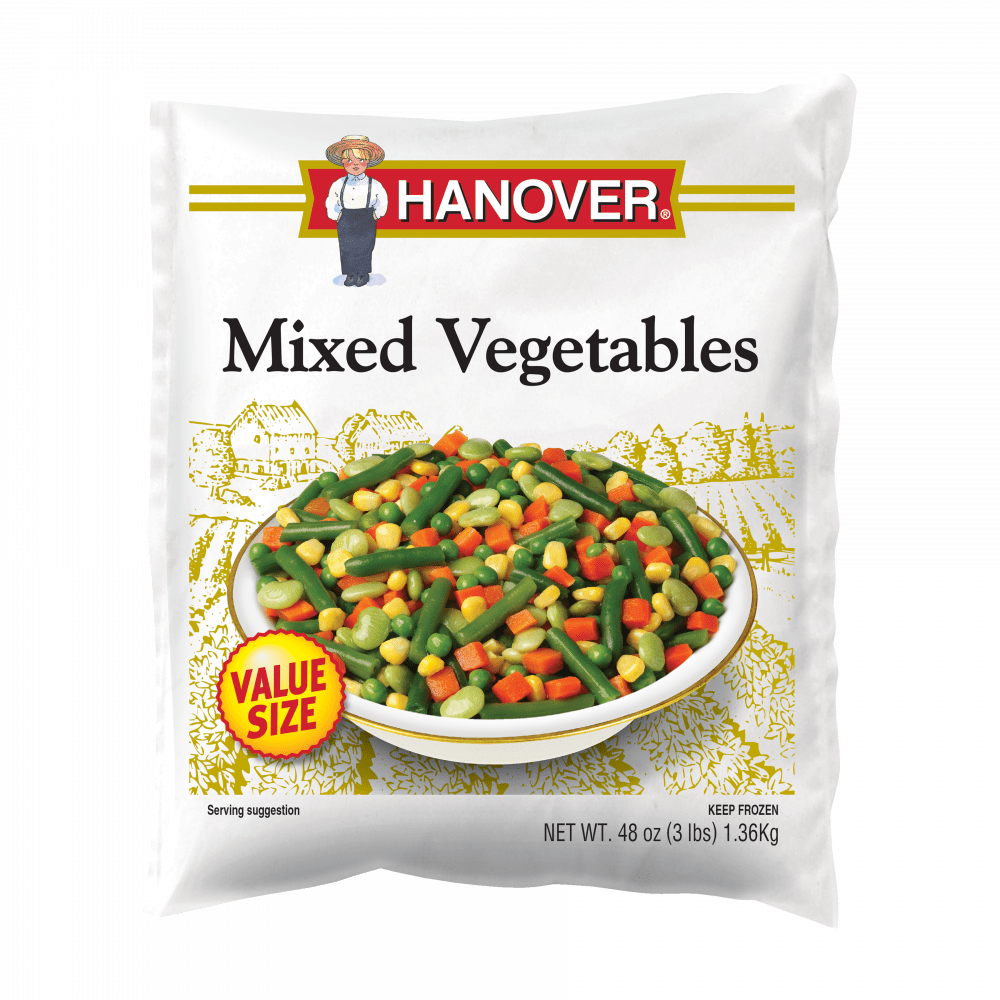 HANOVER®
Mixed Vegetables
VALUE
SIZE
Serving suggestion
KEEP FROZEN
NET WT. 48 oz (3 lbs) 1.36Kg